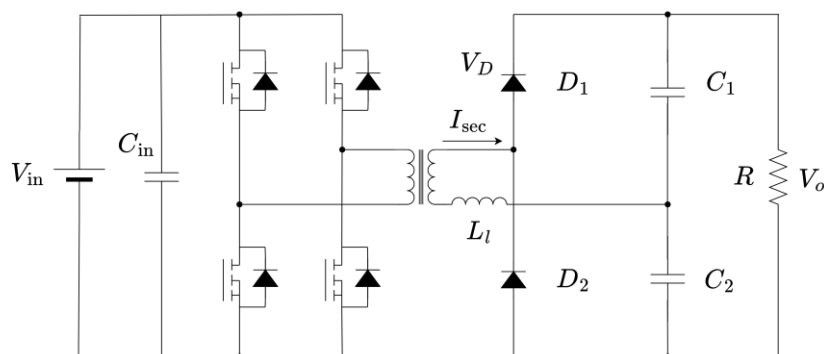 V_D
D_1
C_1
I_sec
C_in
V_in
R
V_o
L_l
D_2
C_2